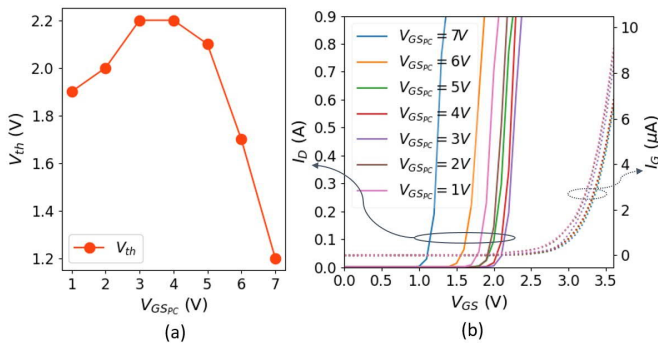 2.2
2.0
1.8
1.6
1.4
1.2
V_th (V)
V_th
1 2 3 4 5 6 7
V_GS_PC (V)
(a)
0.9
0.8
0.7
0.6
0.5
0.4
0.3
0.2
0.1
0.0
I_D (A)
V_GS_PC = 7V
V_GS_PC = 6V
V_GS_PC = 5V
V_GS_PC = 4V
V_GS_PC = 3V
V_GS_PC = 2V
V_GS_PC = 1V
10
8
6
4
2
0
I_G (μA)
0.0 0.5 1.0 1.5 2.0 2.5 3.0 3.5
V_GS (V)
(b)